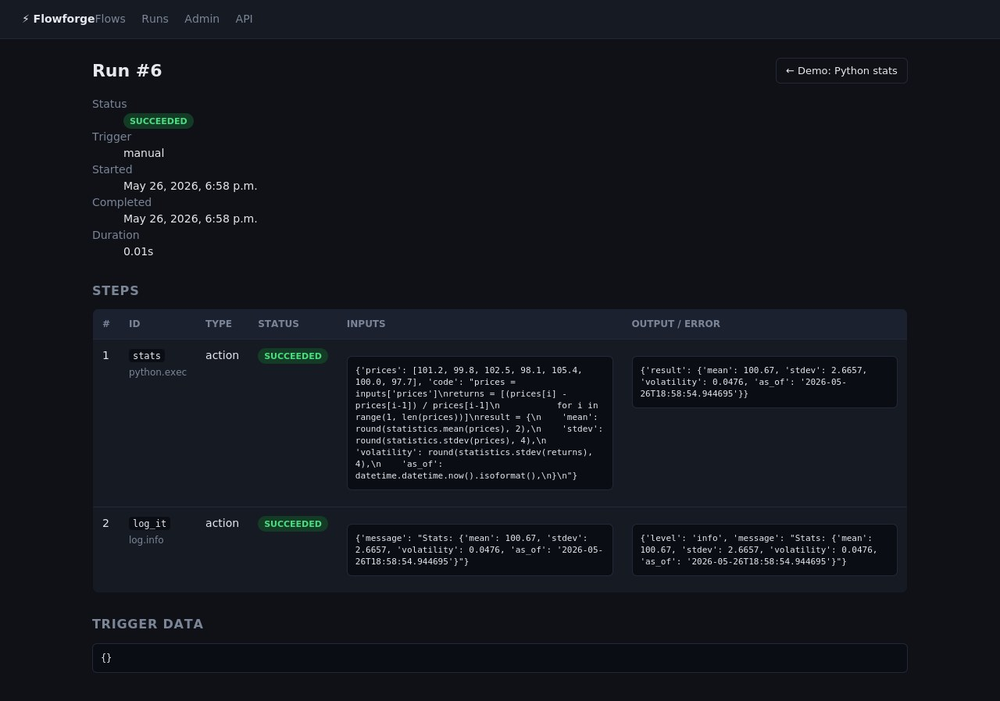 ⚡ Flowforge Flows Runs Admin API
Run #6
← Demo: Python stats
Status
SUCCEEDED
Trigger
manual
Started
May 26, 2026, 6:58 p.m.
Completed
May 26, 2026, 6:58 p.m.
Duration
0.01s
STEPS
# ID TYPE STATUS INPUTS OUTPUT / ERROR
1 stats action SUCCEEDED
python.exec
{'prices': [101.2, 99.8, 102.5, 98.1, 105.4,
100.0, 97.7], 'code': "prices =
inputs['prices']\nreturns = [(prices[i] -
prices[i-1]) / prices[i-1]\n           for i in
range(1, len(prices))]\nresult = {\n    'mean':
round(statistics.mean(prices), 2),\n    'stdev':
round(statistics.stdev(prices), 4),\n
'volatility': round(statistics.stdev(returns),
4),\n    'as_of':
datetime.datetime.now().isoformat(),\n}\n"}
{'result': {'mean': 100.67, 'stdev': 2.6657,
'volatility': 0.0476, 'as_of': '2026-05-
26T18:58:54.944695'}}
2 log_it action SUCCEEDED
log.info
{'message': "Stats: {'mean': 100.67, 'stdev':
2.6657, 'volatility': 0.0476, 'as_of': '2026-05-
26T18:58:54.944695'}"}
{'level': 'info', 'message': "Stats: {'mean':
100.67, 'stdev': 2.6657, 'volatility': 0.0476,
'as_of': '2026-05-26T18:58:54.944695'}"}
TRIGGER DATA
{}